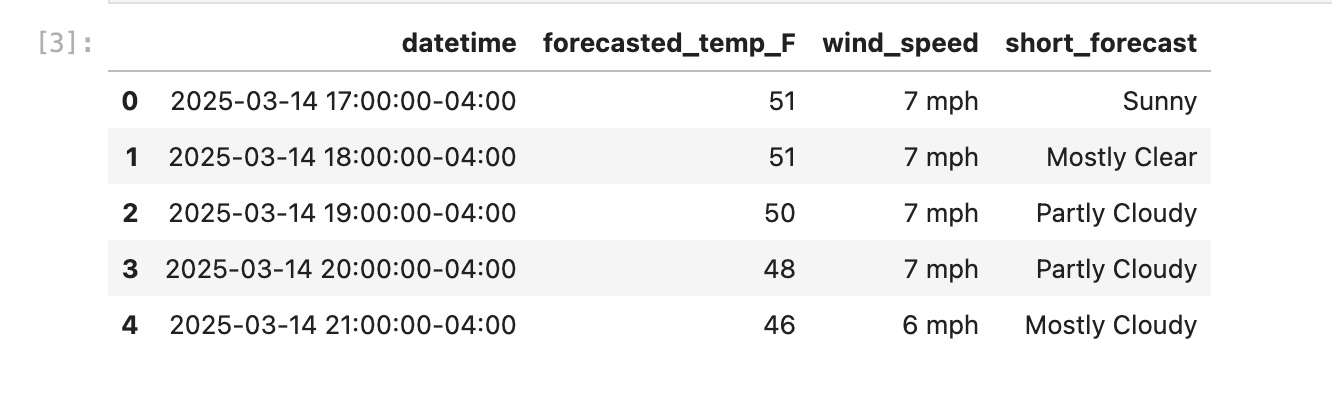 [3]:
datetime forecasted_temp_F wind_speed short_forecast
0 2025-03-14 17:00:00-04:00 51 7 mph Sunny
1 2025-03-14 18:00:00-04:00 51 7 mph Mostly Clear
2 2025-03-14 19:00:00-04:00 50 7 mph Partly Cloudy
3 2025-03-14 20:00:00-04:00 48 7 mph Partly Cloudy
4 2025-03-14 21:00:00-04:00 46 6 mph Mostly Cloudy